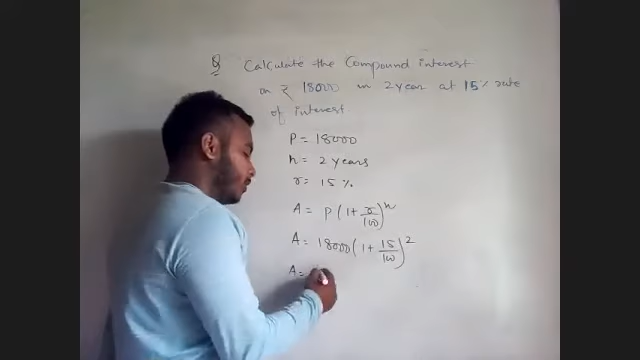 Q Calculate the Compound interest
on ₹ 18000 in 2 year at 15% rate
of interest
P = 18000
n = 2 years
r = 15 %
A = P(1+r/100)^n
A = 18000(1+15/100)^2
A =